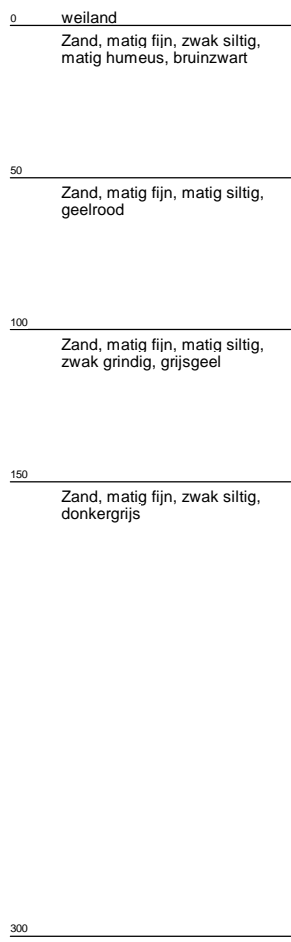 0 weiland
Zand, matig fijn, zwak siltig,
matig humeus, bruinzwart
50
Zand, matig fijn, matig siltig,
geelrood
100
Zand, matig fijn, matig siltig,
zwak grindig, grijsgeel
150
Zand, matig fijn, zwak siltig,
donkergrijs
300